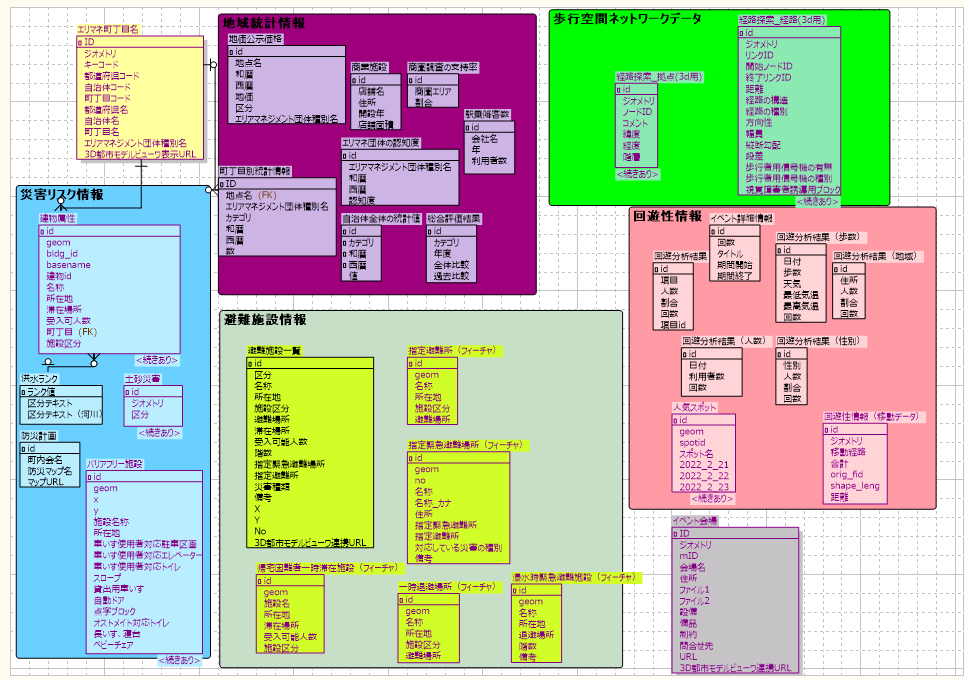 エリマネ町丁目名
ID
ジオメトリ
キーコード
都道府県コード
自治体コード
町丁目コード
都道府県名
自治体名
町丁目名
エリアマネジメント団体種別名
3D都市モデルビューワ表示URL
地域統計情報
地価公示価格
id
地点名
和暦
西暦
地価
区分
エリアマネジメント団体種別名
商業施設
id
店舗名
住所
開設年
店舗面積
商圏調査の支持率
id
商圏エリア
割合
駅乗降客数
id
会社名
年
利用者数
エリマネ団体の認知度
id
エリアマネジメント団体種別名
和暦
西暦
認知度
町丁目別統計情報
ID
地点名 (FK)
エリアマネジメント団体種別名
カテゴリ
和暦
西暦
数
自治体全体の統計値
id
カテゴリ
和暦
西暦
値
総合評価結果
id
カテゴリ
年度
全体比較
過去比較
歩行空間ネットワークデータ
経路探索_拠点(3d用)
id
ジオメトリ
ノードID
コメント
緯度
経度
階層
<続きあり>
経路探索_経路(3d用)
id
ジオメトリ
リンクID
開始ノードID
終了リンクID
距離
経路の構造
経路の種別
方向性
幅員
縦断勾配
段差
歩行者用信号機の有無
歩行者用信号機の種別
視覚障害者誘導用ブロック
<続きあり>
災害リスク情報
建物属性
id
geom
bldg_id
basename
建物id
名称
所在地
滞在場所
受入可人数
町丁目 (FK)
施設区分
<続きあり>
洪水ランク
ランク値
区分テキスト
区分テキスト（河川）
土砂災害
id
ジオメトリ
区分
<続きあり>
防災計画
id
町内会名
防災マップ名
マップURL
バリアフリー施設
id
geom
x
y
施設名称
所在地
車いす使用者対応駐車区画
車いす使用者対応エレベーター
車いす使用者対応トイレ
スロープ
貸出用車いす
自動ドア
点字ブロック
オストメイト対応トイレ
長いす、寝台
ベビーチェア
<続きあり>
避難施設情報
避難施設一覧
id
区分
名称
所在地
施設区分
避難場所
滞在場所
受入可能人数
階数
指定緊急避難場所
指定避難所
災害種類
備考
X
Y
No
3D都市モデルビューワ連携URL
指定避難所（フィーチャ）
id
geom
名称
所在地
施設区分
避難場所
指定緊急避難場所（フィーチャ）
id
geom
no
名称
名称_カナ
住所
指定緊急避難所
指定避難所
対応している災害の種別
備考
帰宅困難者一時滞在施設（フィーチャ）
id
geom
施設名
所在地
滞在場所
受入可能人数
施設区分
一時退避場所（フィーチャ）
id
geom
名称
所在地
施設区分
避難場所
浸水時緊急避難施設（フィーチャ）
id
geom
名称
所在地
退避場所
階数
備考
回遊性情報
イベント詳細情報
id
回数
タイトル
期間開始
期間終了
回遊分析結果
id
項目
人数
割合
回数
項目id
回遊分析結果（歩数）
id
日付
歩数
天気
最低気温
最高気温
回数
回遊分析結果（地域）
id
住所
人数
割合
回数
回遊分析結果（人数）
id
日付
利用者数
回数
回遊分析結果（性別）
id
性別
人数
割合
回数
人気スポット
id
geom
spotid
スポット名
2022_2_21
2022_2_22
2022_2_23
<続きあり>
回遊性情報（移動データ）
id
ジオメトリ
移動経路
合計
orig_fid
shape_leng
距離
イベント会場
ID
ジオメトリ
mID
会場名
住所
ファイル1
ファイル2
設備
備品
制約
問合せ先
URL
3D都市モデルビューワ連携URL